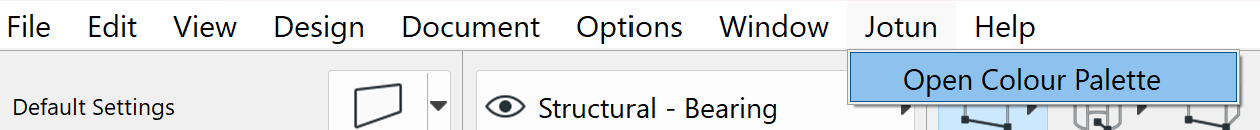 File Edit View Design Document Options Window Jotun Help
Open Colour Palette
Default Settings
Structural - Bearing